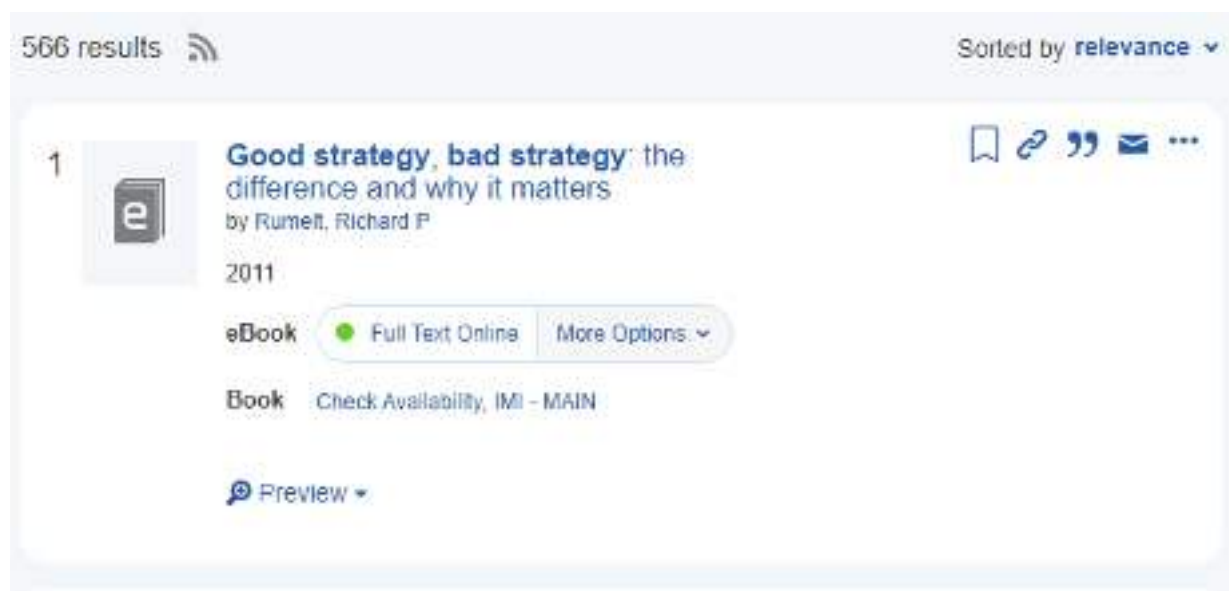 566 results
Sorted by relevance
1
Good strategy, bad strategy: the
difference and why it matters
by Rumelt, Richard P
2011
eBook
Full Text Online
More Options
Book
Check Availability, IMI - MAIN
Preview